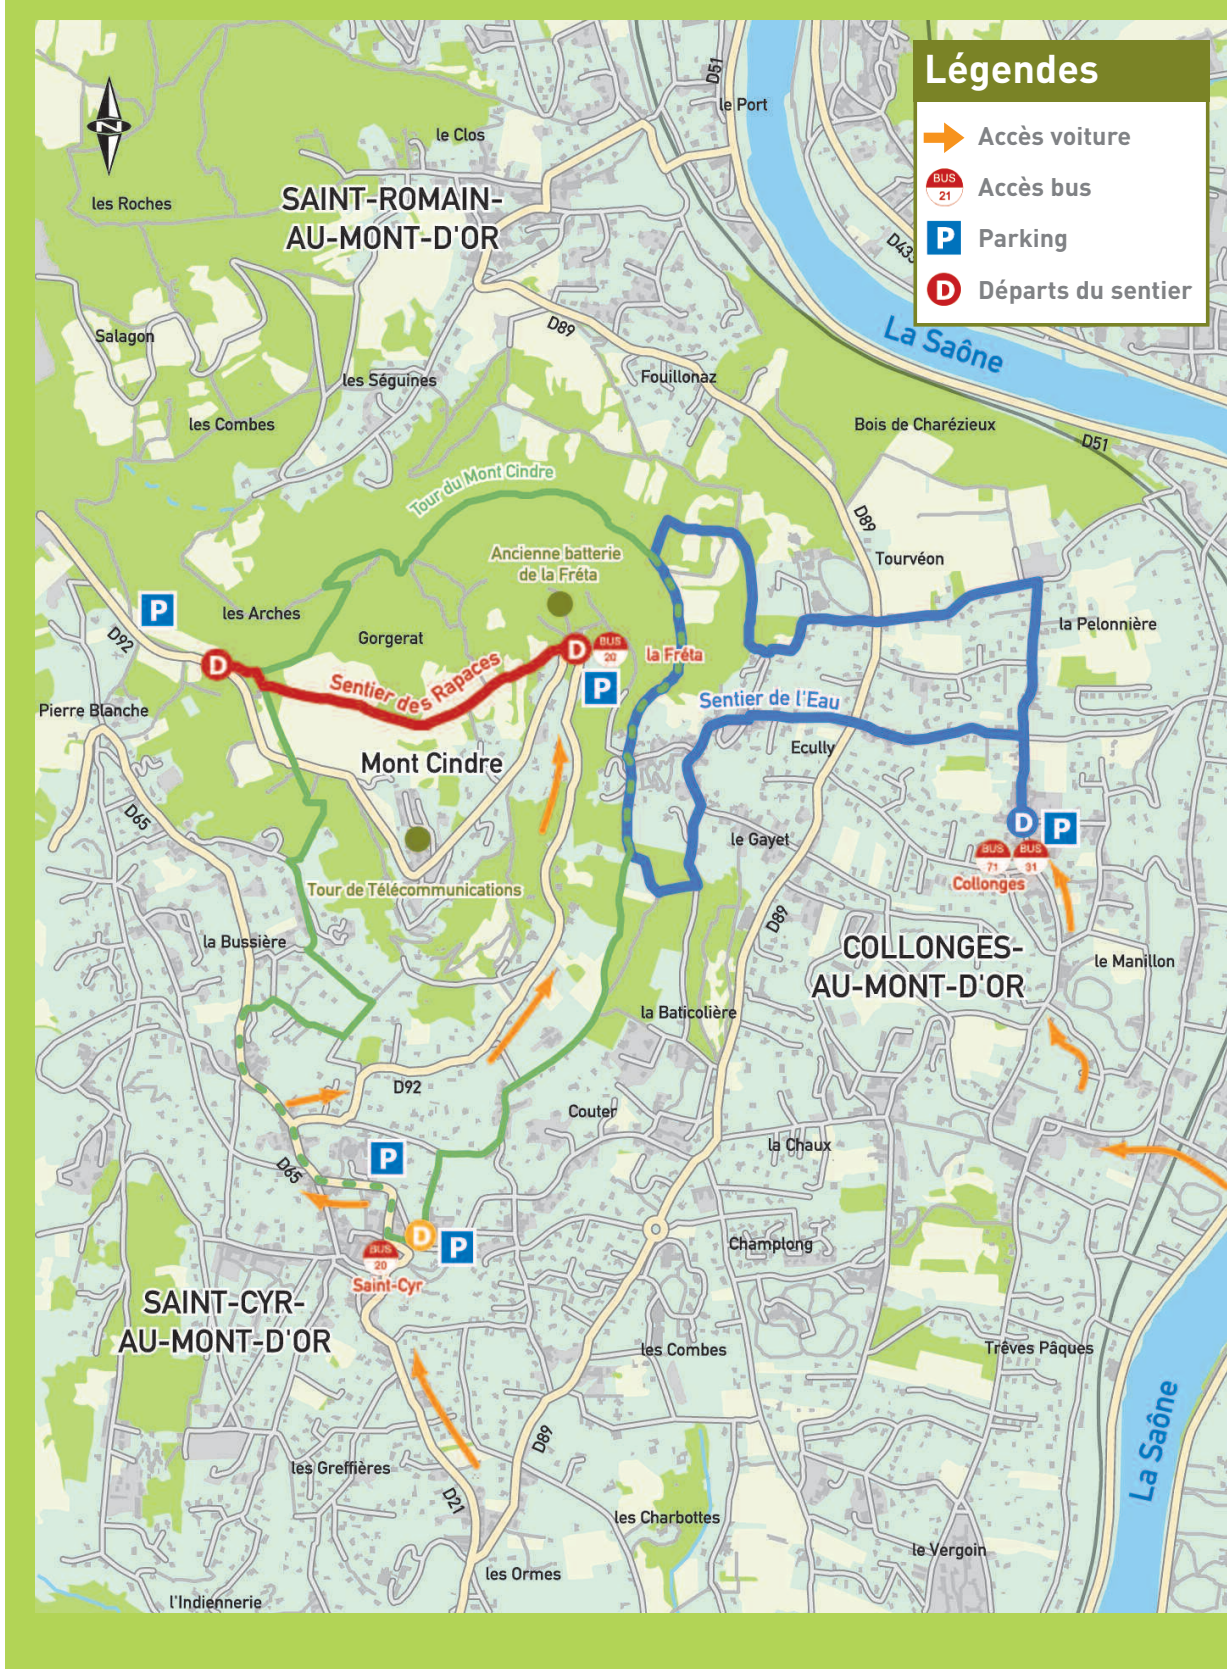 Légendes
Accès voiture
BUS
21
Accès bus
P
Parking
D
Départs du sentier
N
D51
le Port
le Clos
les Roches
SAINT-ROMAIN-
AU-MONT-D'OR
D433
Salagon
D89
La Saône
les Séguines
Fouillonaz
les Combes
Bois de Charézieux
D51
Tour du Mont Cindre
D89
Ancienne batterie
de la Fréta
Tourvéon
P
les Arches
la Pelonnière
D92
Gorgerat
D
Sentier des Rapaces
D
BUS
20
la Fréta
P
Pierre Blanche
Sentier de l'Eau
Ecully
Mont Cindre
D65
D
P
le Gayet
BUS
71
BUS
31
Collonges
Tour de Télécommunications
D89
la Bussière
COLLONGES-
AU-MONT-D'OR
le Manillon
la Baticolière
D92
Couter
la Chaux
P
D65
D
P
BUS
20
Saint-Cyr
Champlong
SAINT-CYR-
AU-MONT-D'OR
les Combes
Trêves Pâques
La Saône
D89
les Greffières
D21
les Charbottes
le Vergoin
les Ormes
l'Indiennerie